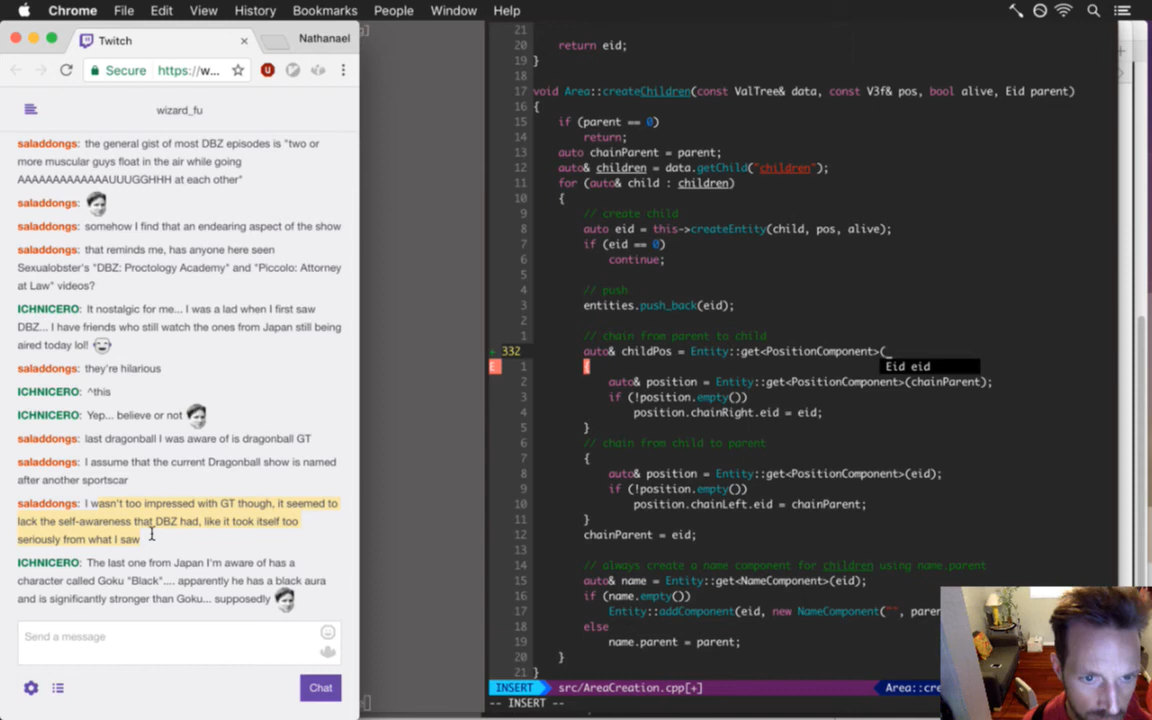 Chrome File Edit View History Bookmarks People Window Help
Twitch
Nathanael
Secure https://w...
wizard_fu
saladdongs: the general gist of most DBZ episodes is "two or
more muscular guys float in the air while going
AAAAAAAAAAAAAUUUGGHHH at each other"
saladdongs:
saladdongs: somehow I find that an endearing aspect of the show
saladdongs: that reminds me, has anyone here seen
Sexualobster's "DBZ: Proctology Academy" and "Piccolo: Attorney
at Law" videos?
ICHNICERO: It nostalgic for me... I was a lad when I first saw
DBZ... I have friends who still watch the ones from Japan still being
aired today lol!
saladdongs: they're hilarious
ICHNICERO: ^this
ICHNICERO: Yep... believe or not
saladdongs: last dragonball I was aware of is dragonball GT
saladdongs: I assume that the current Dragonball show is named
after another sportscar
saladdongs: I wasn't too impressed with GT though, it seemed to
lack the self-awareness that DBZ had, like it took itself too
seriously from what I saw
ICHNICERO: The last one from Japan I'm aware of has a
character called Goku "Black".... apparently he has a black aura
and is significantly stronger than Goku... supposedly
Send a message
Chat
21
20 return eid;
19 }
18
17 void Area::createChildren(const ValTree& data, const V3f& pos, bool alive, Eid parent)
16 {
15 if (parent == 0)
14 return;
13 auto chainParent = parent;
12 auto& children = data.getChild("children");
11 for (auto& child : children)
10 {
9 // create child
8 auto eid = this->createEntity(child, pos, alive);
7 if (eid == 0)
6 continue;
5
4 // push
3 entities.push_back(eid);
2
1 // chain from parent to child
+ 332 auto& childPos = Entity::get<PositionComponent>(_
Eid eid
E 1 {
2 auto& position = Entity::get<PositionComponent>(chainParent);
3 if (!position.empty())
4 position.chainRight.eid = eid;
5 }
6 // chain from child to parent
7 {
8 auto& position = Entity::get<PositionComponent>(eid);
9 if (!position.empty())
10 position.chainLeft.eid = chainParent;
11 }
12 chainParent = eid;
13
14 // always create a name component for children using name.parent
15 auto& name = Entity::get<NameComponent>(eid);
16 if (name.empty())
17 Entity::addComponent(eid, new NameComponent("", paren
18 else
19 name.parent = parent;
20 }
21 }
INSERT src/AreaCreation.cpp[+] Area::cre
-- INSERT --